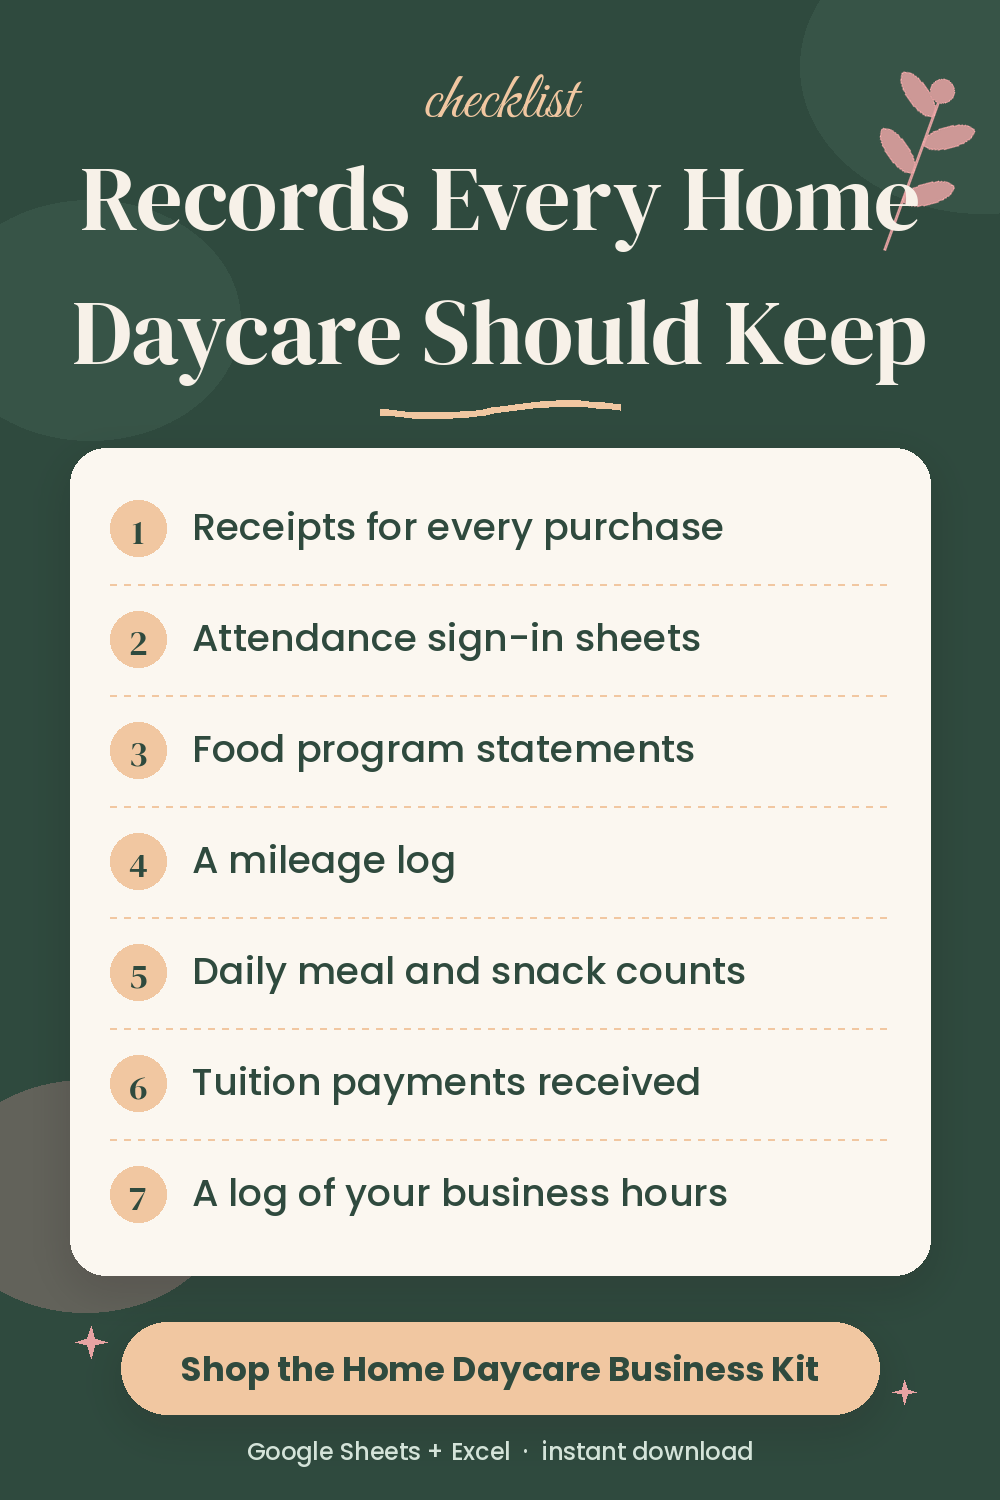 checklist
Records Every Home
Daycare Should Keep
1 Receipts for every purchase
2 Attendance sign-in sheets
3 Food program statements
4 A mileage log
5 Daily meal and snack counts
6 Tuition payments received
7 A log of your business hours
Shop the Home Daycare Business Kit
Google Sheets + Excel · instant download